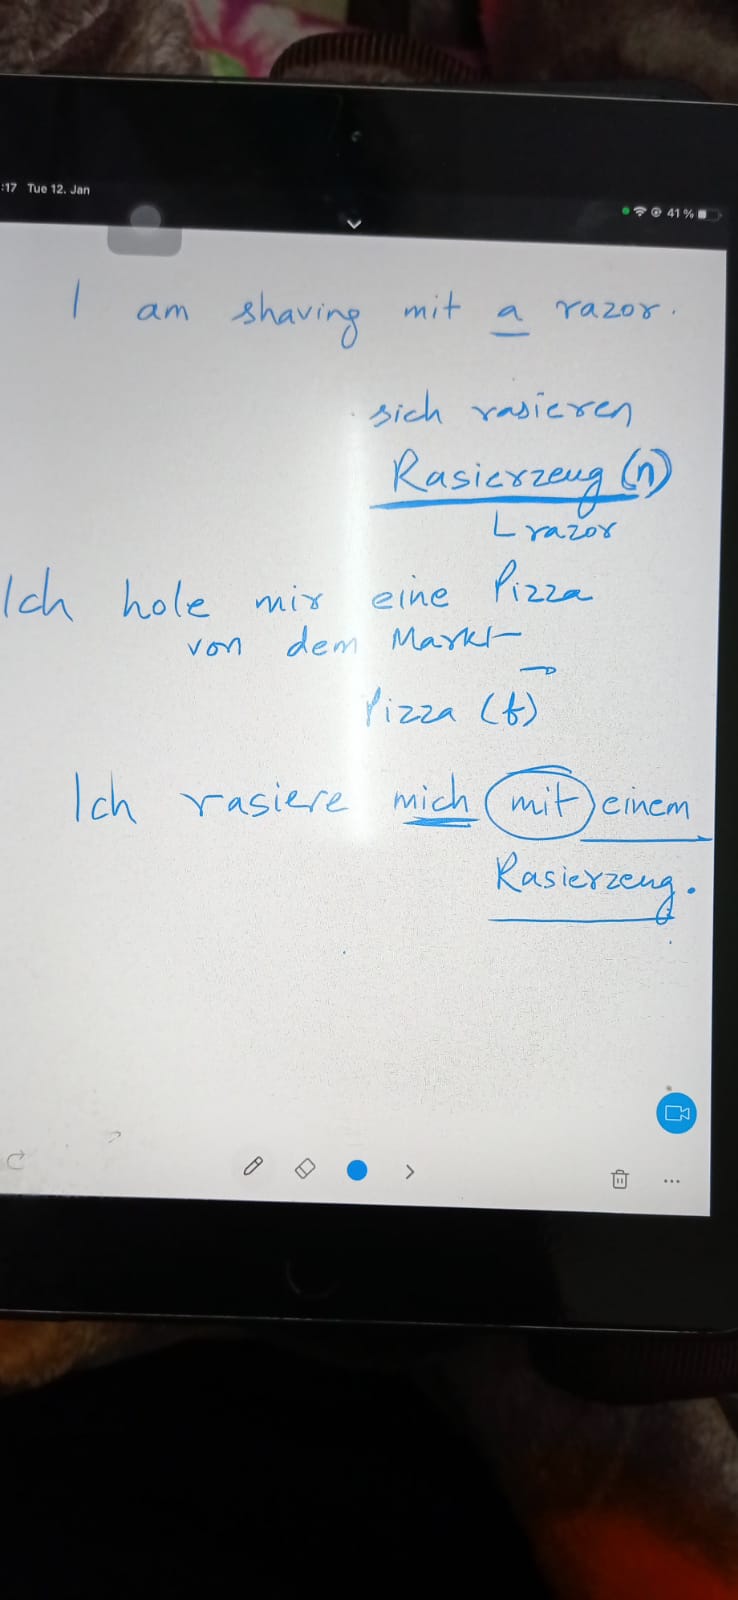 :17 Tue 12. Jan
41%
I am shaving mit a razor.
sich rasieren
Rasierzeug (n)
razor
Ich hole mir eine Pizza
von dem Markt
Pizza (f)
Ich rasiere mich mit einem
Rasierzeug.